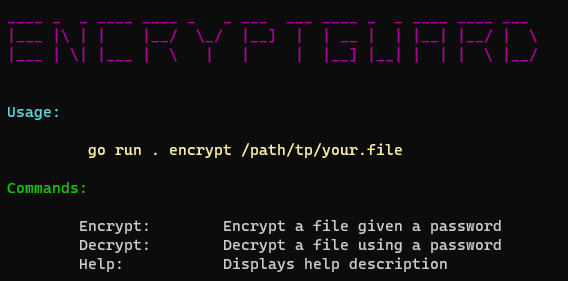 ENCRYPTGUARD
Usage:
go run . encrypt /path/tp/your.file
Commands:
Encrypt: Encrypt a file given a password
Decrypt: Decrypt a file using a password
Help: Displays help description